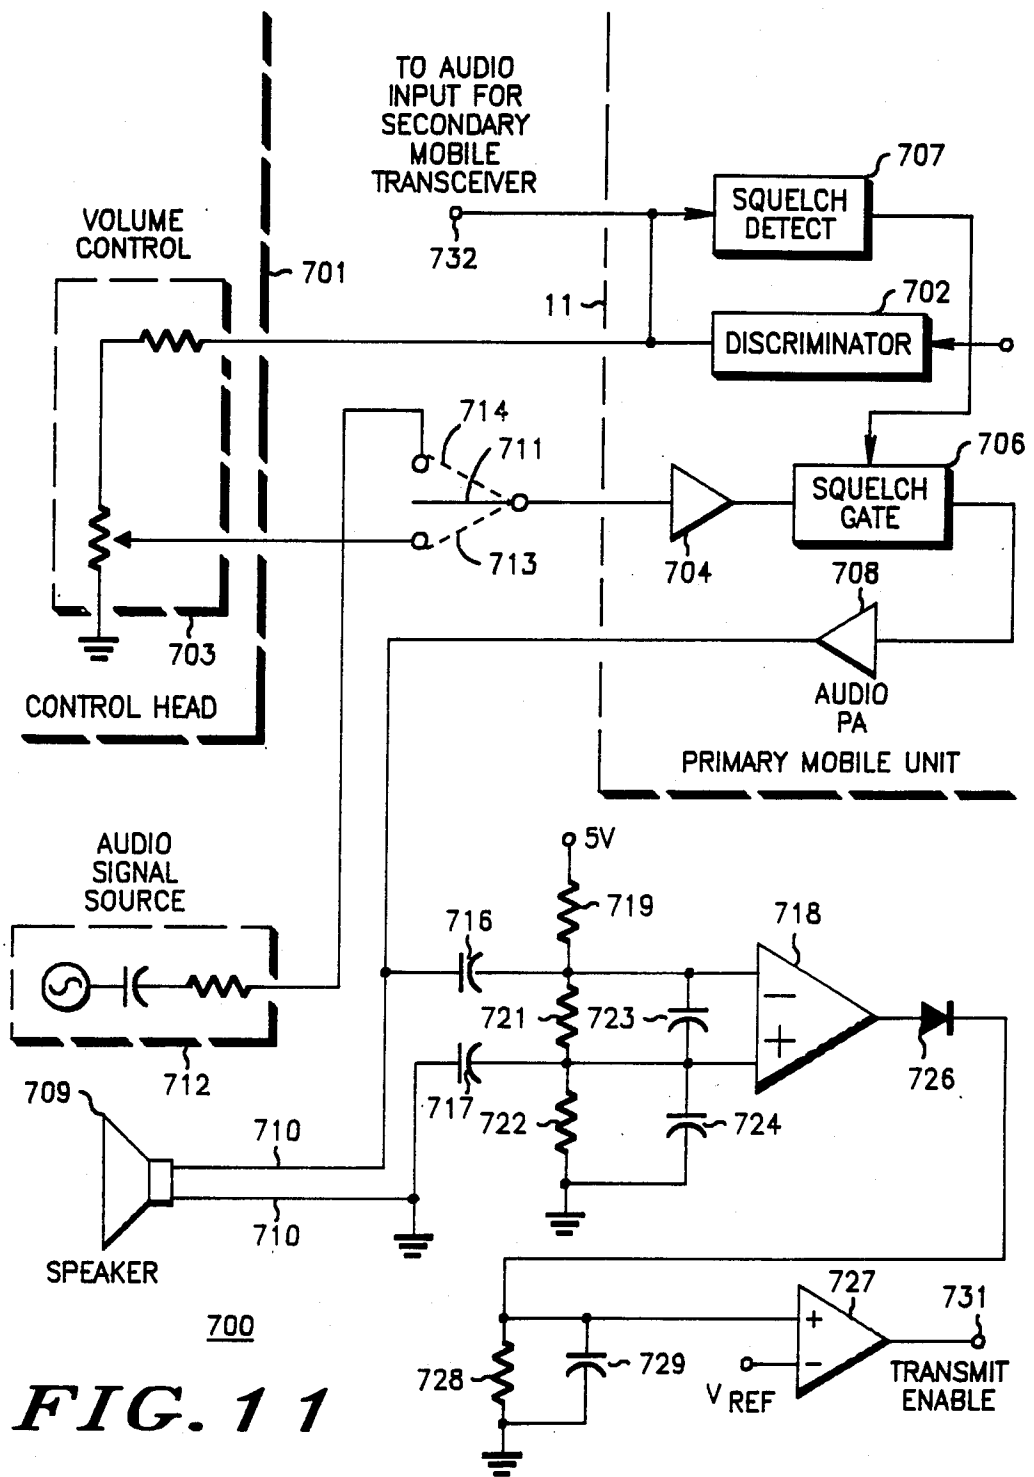 TO AUDIO
INPUT FOR
SECONDARY
MOBILE
TRANSCEIVER
732
707
SQUELCH
DETECT
VOLUME
CONTROL
701
11
702
DISCRIMINATOR
714
711
713
706
SQUELCH
GATE
704
708
703
AUDIO
PA
CONTROL HEAD
PRIMARY MOBILE UNIT
AUDIO
SIGNAL
SOURCE
5V
719
716
718
721
723
-
+
712
709
717
722
724
726
710
710
SPEAKER
700
727
731
+
-
728
729
V REF
TRANSMIT
ENABLE
FIG. 11